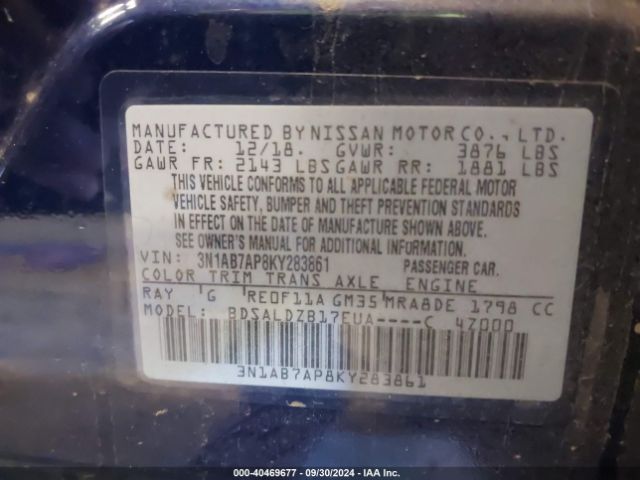 MANUFACTURED BY NISSAN MOTOR CO., LTD.
DATE: 12/18. GVWR: 3876 LBS
GAWR FR: 2143 LBS GAWR RR: 1881 LBS
THIS VEHICLE CONFORMS TO ALL APPLICABLE FEDERAL MOTOR
VEHICLE SAFETY, BUMPER AND THEFT PREVENTION STANDARDS
IN EFFECT ON THE DATE OF MANUFACTURE SHOWN ABOVE.
SEE OWNER'S MANUAL FOR ADDITIONAL INFORMATION.
VIN: 3N1AB7AP8KY283861 PASSENGER CAR.
COLOR TRIM TRANS AXLE ENGINE
RAY 'G 'RE0F11A GM35'MRA8DE 1798 CC
MODEL: BDSALDZB17EUA----C 4Z000
3N1AB7AP8KY283861
000-40469677 - 09/30/2024 - IAA Inc.